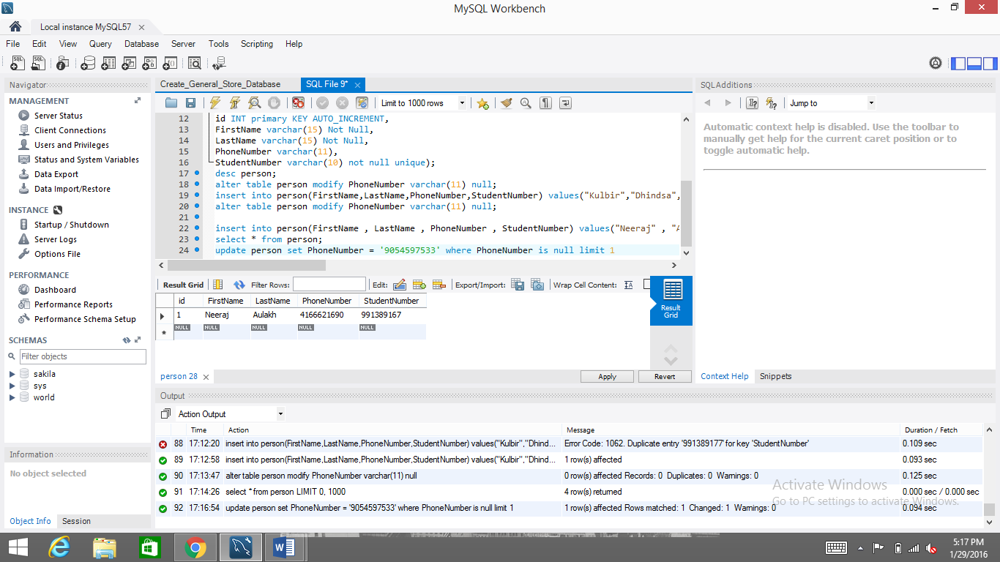 MySQL Workbench
Local instance MySQL57
File Edit View Query Database Server Tools Scripting Help
Navigator
MANAGEMENT
Server Status
Client Connections
Users and Privileges
Status and System Variables
Data Export
Data Import/Restore
INSTANCE
Startup / Shutdown
Server Logs
Options File
PERFORMANCE
Dashboard
Performance Reports
Performance Schema Setup
SCHEMAS
Filter objects
sakila
sys
world
Information
No object selected
Object Info Session
Create_General_Store_Database SQL File 9*
Limit to 1000 rows
12 id INT primary KEY AUTO_INCREMENT,
13 FirstName varchar(15) Not Null,
14 LastName varchar(15) Not Null,
15 PhoneNumber varchar(11),
16 StudentNumber varchar(10) not null unique);
17 desc person;
18 alter table person modify PhoneNumber varchar(11) null;
19 insert into person(FirstName,LastName,PhoneNumber,StudentNumber) values("Kulbir","Dhindsa",
20 alter table person modify PhoneNumber varchar(11) null;
21
22 insert into person(FirstName , LastName , PhoneNumber , StudentNumber) values("Neeraj" , "A
23 select * from person;
24 update person set PhoneNumber = '9054597533' where PhoneNumber is null limit 1
Result Grid Filter Rows: Edit: Export/Import: Wrap Cell Content:
id FirstName LastName PhoneNumber StudentNumber
1 Neeraj Aulakh 4166621690 991389167
NULL NULL NULL NULL NULL
Result Grid
person 28
Apply Revert
SQLAdditions
Jump to
Automatic context help is disabled. Use the toolbar to
manually get help for the current caret position or to
toggle automatic help.
Context Help Snippets
Output
Action Output
Time Action Message Duration / Fetch
88 17:12:20 insert into person(FirstName,LastName,PhoneNumber,StudentNumber) values("Kulbir","Dhind... Error Code: 1062. Duplicate entry '991389177' for key 'StudentNumber' 0.109 sec
89 17:12:58 insert into person(FirstName,LastName,PhoneNumber,StudentNumber) values("Kulbir","Dhind... 1 row(s) affected 0.093 sec
90 17:13:47 alter table person modify PhoneNumber varchar(11) null 0 row(s) affected Records: 0 Duplicates: 0 Warnings: 0 0.125 sec
91 17:14:26 select * from person LIMIT 0, 1000 4 row(s) returned 0.000 sec / 0.000 sec
92 17:16:54 update person set PhoneNumber = '9054597533' where PhoneNumber is null limit 1 1 row(s) affected Rows matched: 1 Changed: 1 Warnings: 0 0.094 sec
Activate Windows
Go to PC settings to activate Windows.
5:17 PM
1/29/2016